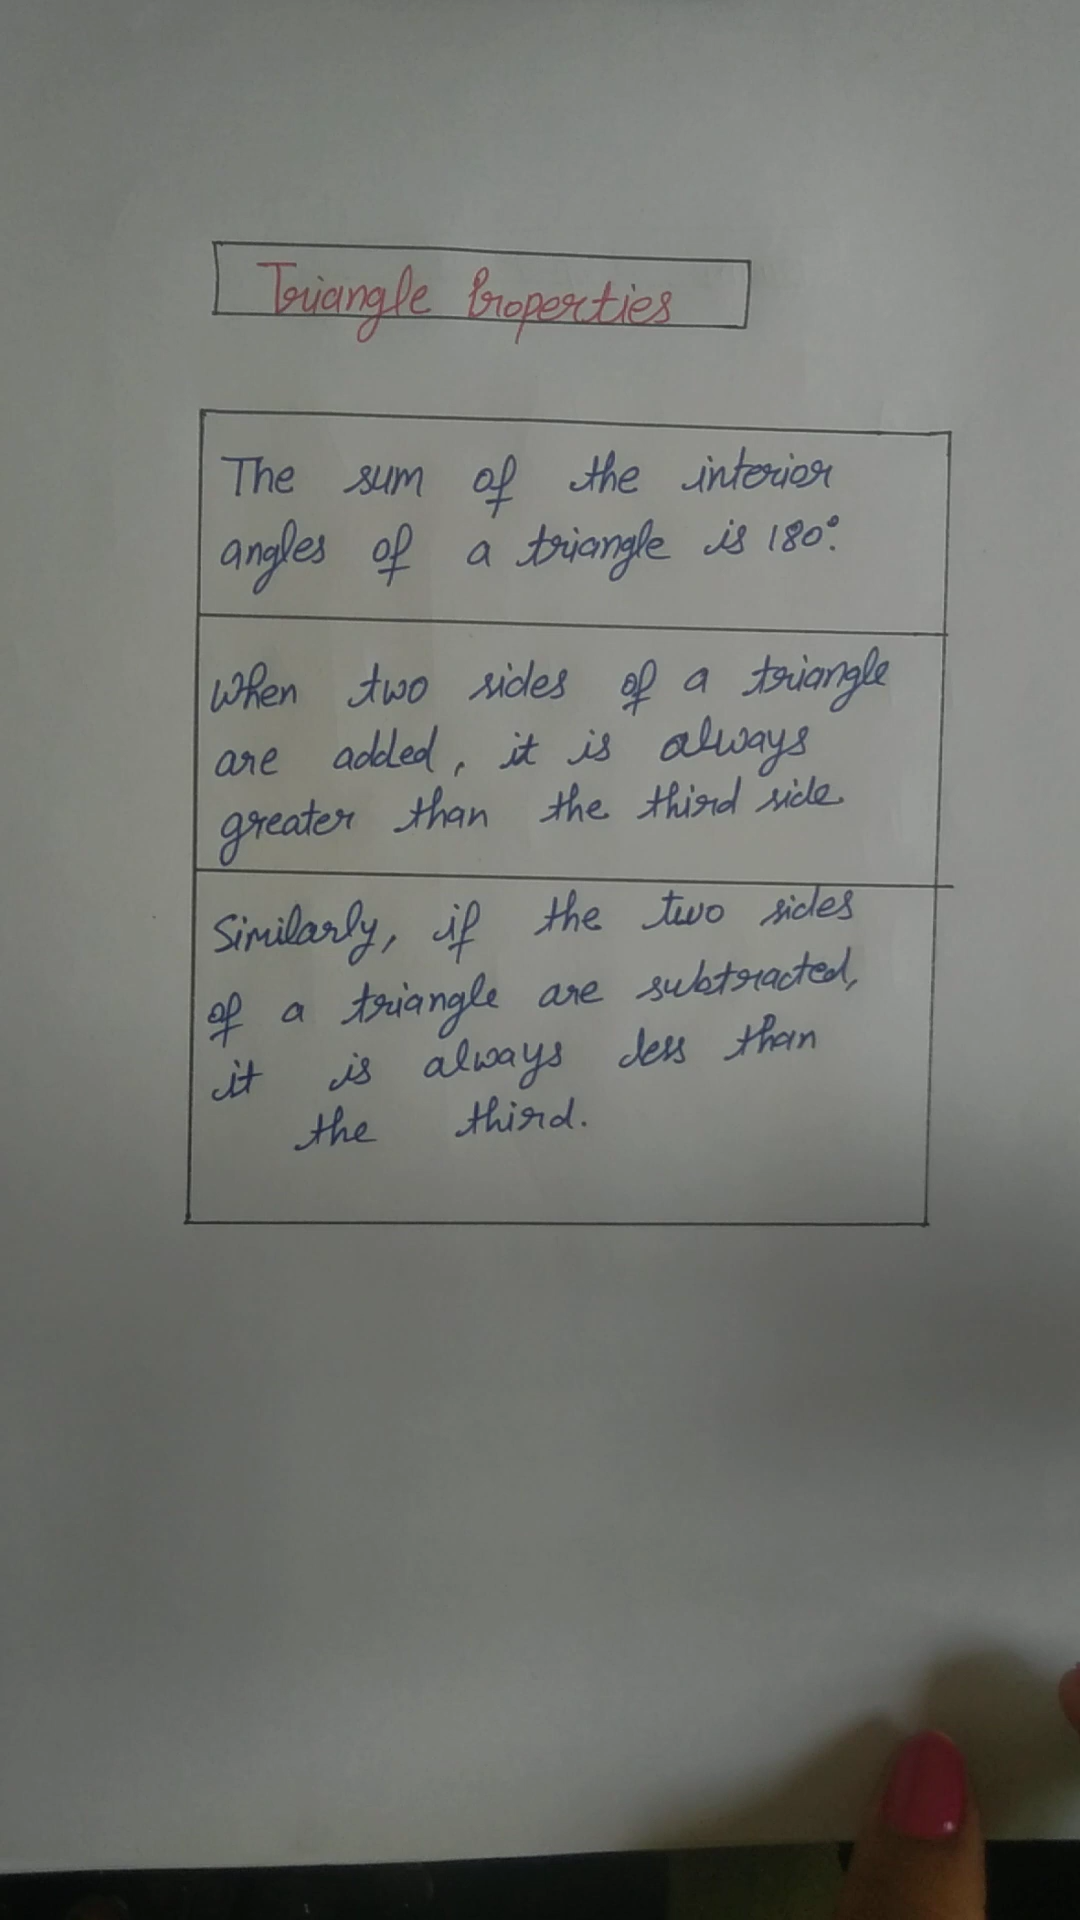 Triangle Properties
The sum of the interior
angles of a triangle is 180°.
When two sides of a triangle
are added, it is always
greater than the third side
Similarly, if the two sides
of a triangle are subtracted,
it is always less than
the third.